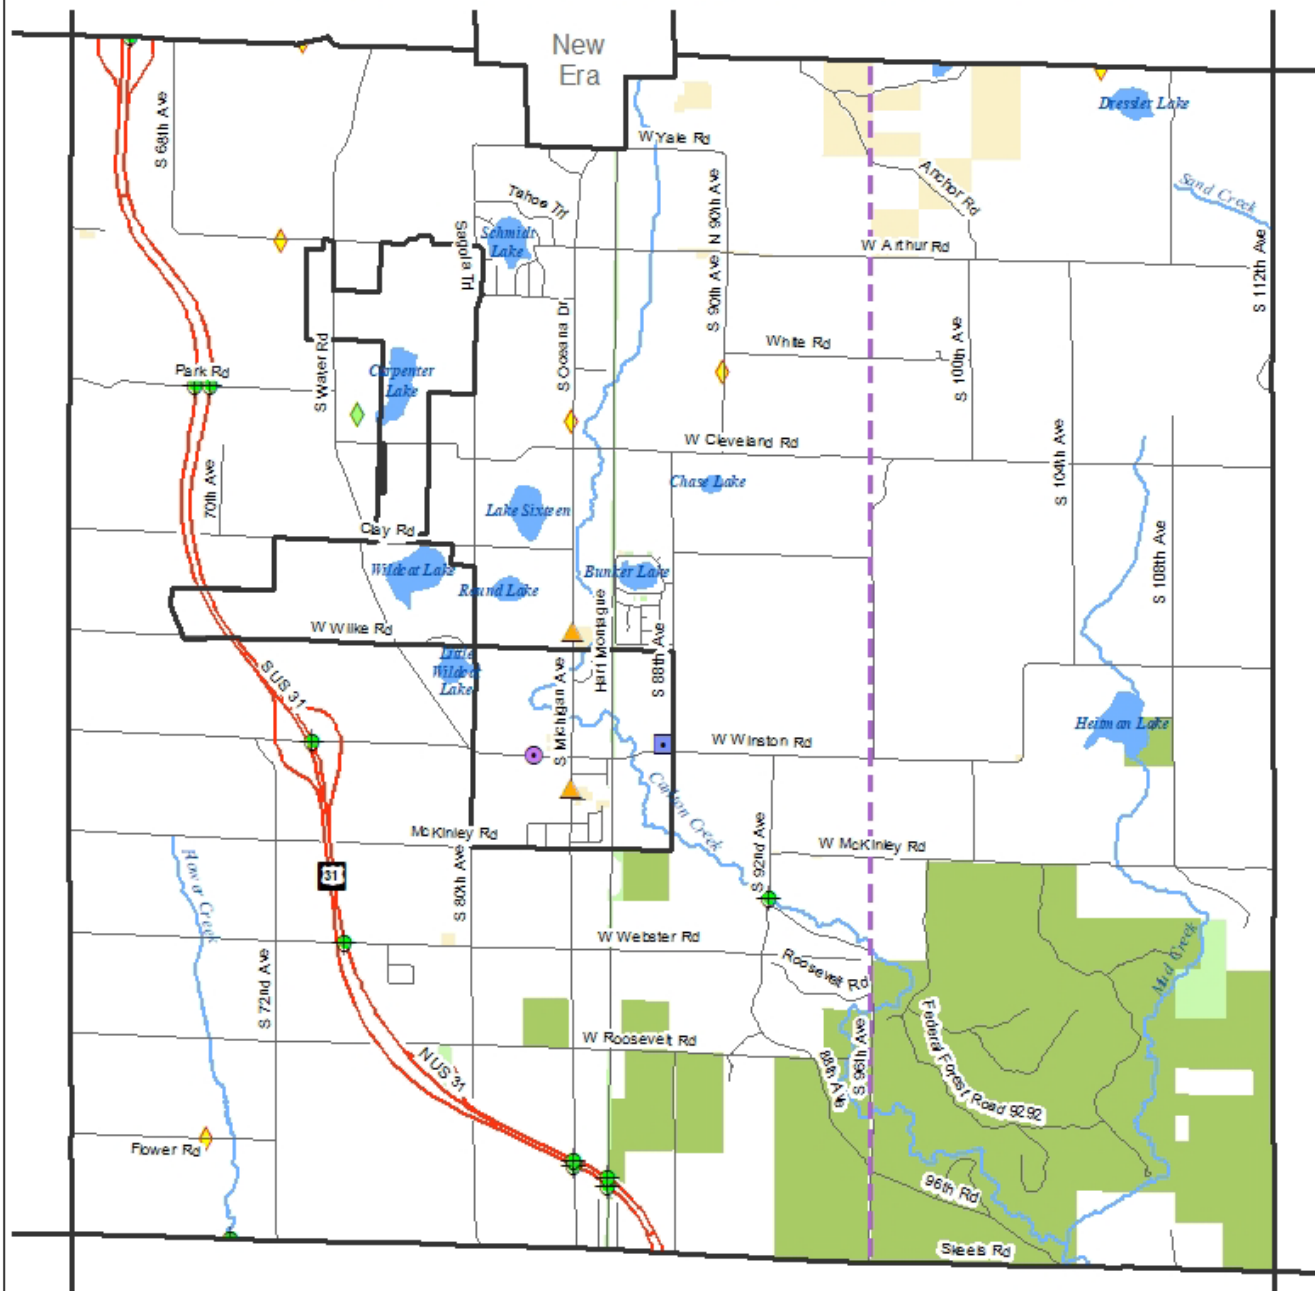 New
Era
Dressler Lake
S 68th Ave
W Yale Rd
Anchor Rd
Sand Creek
Tahoe Trl
Schmidt
Lake
Sagola Trl
S 90th Ave N 90th Ave
W Arthur Rd
S 112th Ave
S Oceana Dr
White Rd
S 100th Ave
Park Rd
S Water Rd
Carpenter
Lake
W Cleveland Rd
S 104th Ave
70th Ave
Chase Lake
Lake Sixteen
Clay Rd
S 108th Ave
Wildcat Lake
Round Lake
Bunker Lake
W Wilke Rd
Hart Montague
S 88th Ave
Little
Wildcat
Lake
S US 31
S Michigan Ave
Heitman Lake
W Winston Rd
Carlton Creek
McKinley Rd
W McKinley Rd
S 92nd Ave
31
S 80th Ave
Flower Creek
W Webster Rd
Mud Creek
Roosevelt Rd
S 72nd Ave
W Roosevelt Rd
S 96th Ave
88th Ave
Federal Forest Road 9292
N US 31
Flower Rd
96th Rd
Skeels Rd